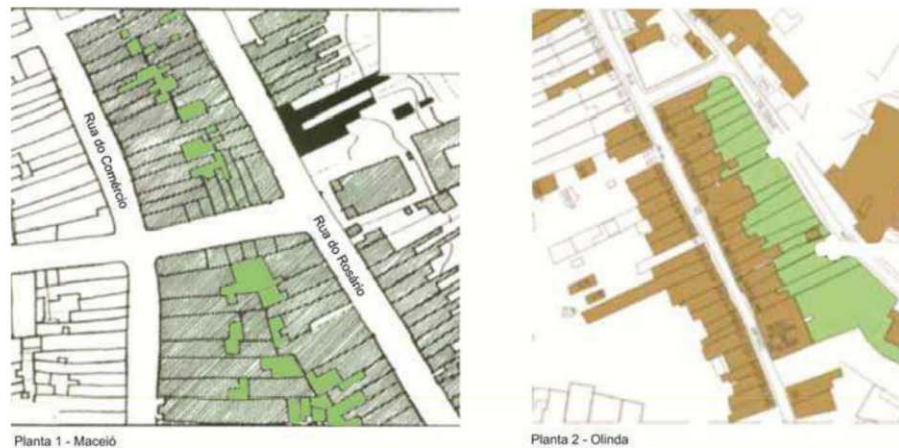 Rua do Comércio
Rua do Rosário
Planta 1 - Maceió
Planta 2 - Olinda